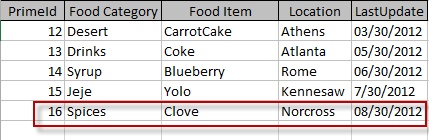 PrimeId Food Category Food Item Location LastUpdate
12 Desert CarrotCake Athens 03/30/2012
13 Drinks Coke Atlanta 05/30/2012
14 Syrup Blueberry Rome 06/30/2012
15 Jeje Yolo Kennesaw 7/30/2012
16 Spices Clove Norcross 08/30/2012